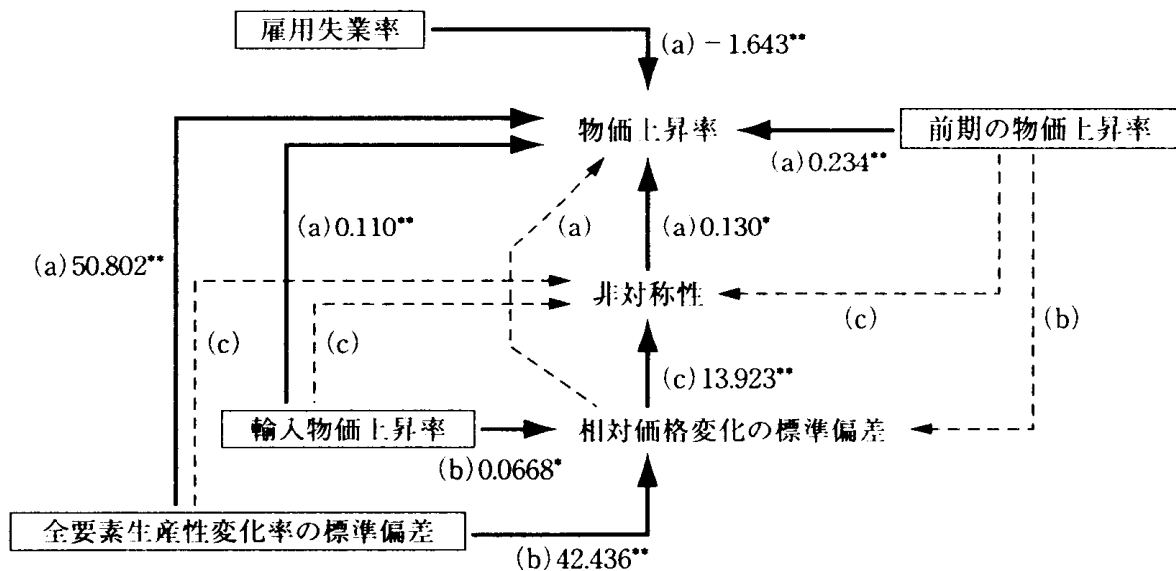 雇用失業率
(a) －1.643**
物価上昇率
前期の物価上昇率
(a) 0.234**
(a) 0.110**
(a)
(a) 0.130*
(a) 50.802**
非対称性
(c)
(c)
(c)
(b)
(c) 13.923**
輸入物価上昇率
相対価格変化の標準偏差
(b) 0.0668*
全要素生産性変化率の標準偏差
(b) 42.436**